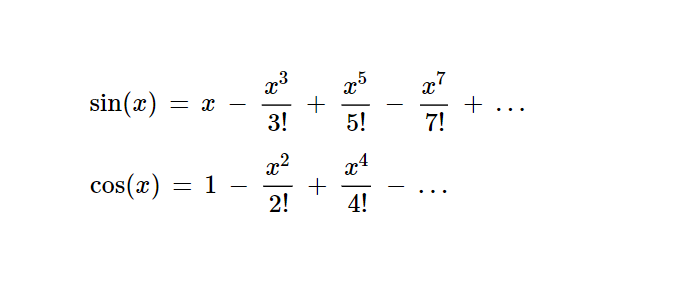 sin(x) = x − x³/3! + x⁵/5! − x⁷/7! + …
cos(x) = 1 − x²/2! + x⁴/4! − …